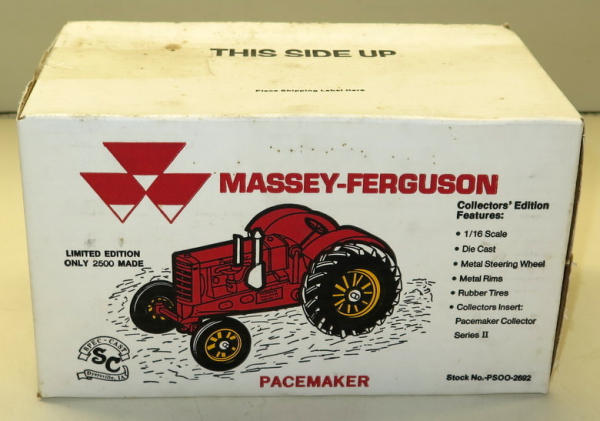 THIS SIDE UP
Place Shipping Label Here
MASSEY-FERGUSON
Collectors' Edition
Features:
• 1/16 Scale
• Die Cast
• Metal Steering Wheel
• Metal Rims
• Rubber Tires
• Collectors Insert:
Pacemaker Collector
Series II
LIMITED EDITION
ONLY 2500 MADE
SPEC-CAST
SC
Dyersville, IA
PACEMAKER
Stock No.-PSOO-2692